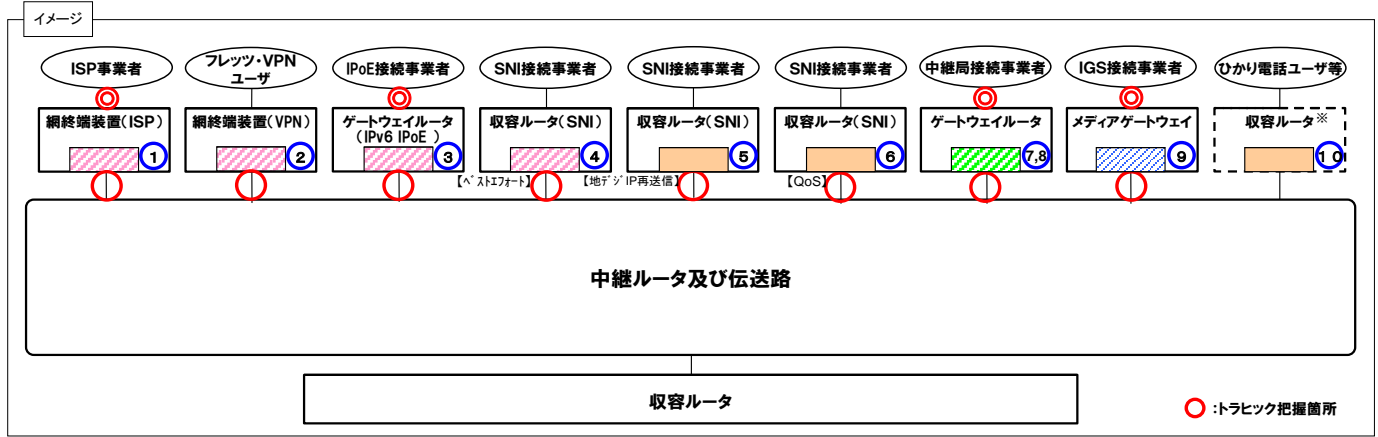 イメージ
ISP事業者
フレッツ・VPN
ユーザ
IPoE接続事業者
SNI接続事業者
SNI接続事業者
SNI接続事業者
中継局接続事業者
IGS接続事業者
ひかり電話ユーザ等
網終端装置(ISP)
網終端装置(VPN)
ゲートウェイルータ
(IPv6 IPoE )
収容ルータ(SNI)
収容ルータ(SNI)
収容ルータ(SNI)
ゲートウェイルータ
メディアゲートウェイ
収容ルータ※
1
2
3
4
5
6
7,8
9
10
【ベストエフォート】
【地デジIP再送信】
【QoS】
中継ルータ及び伝送路
収容ルータ
:トラヒック把握箇所